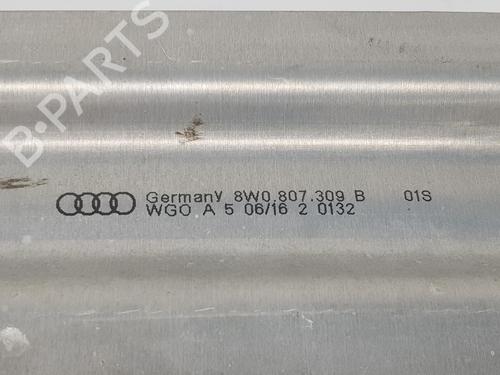 B-PARTS
Germany 8W0.807.309 B 01S
WGO A 5 06/16 2 0132